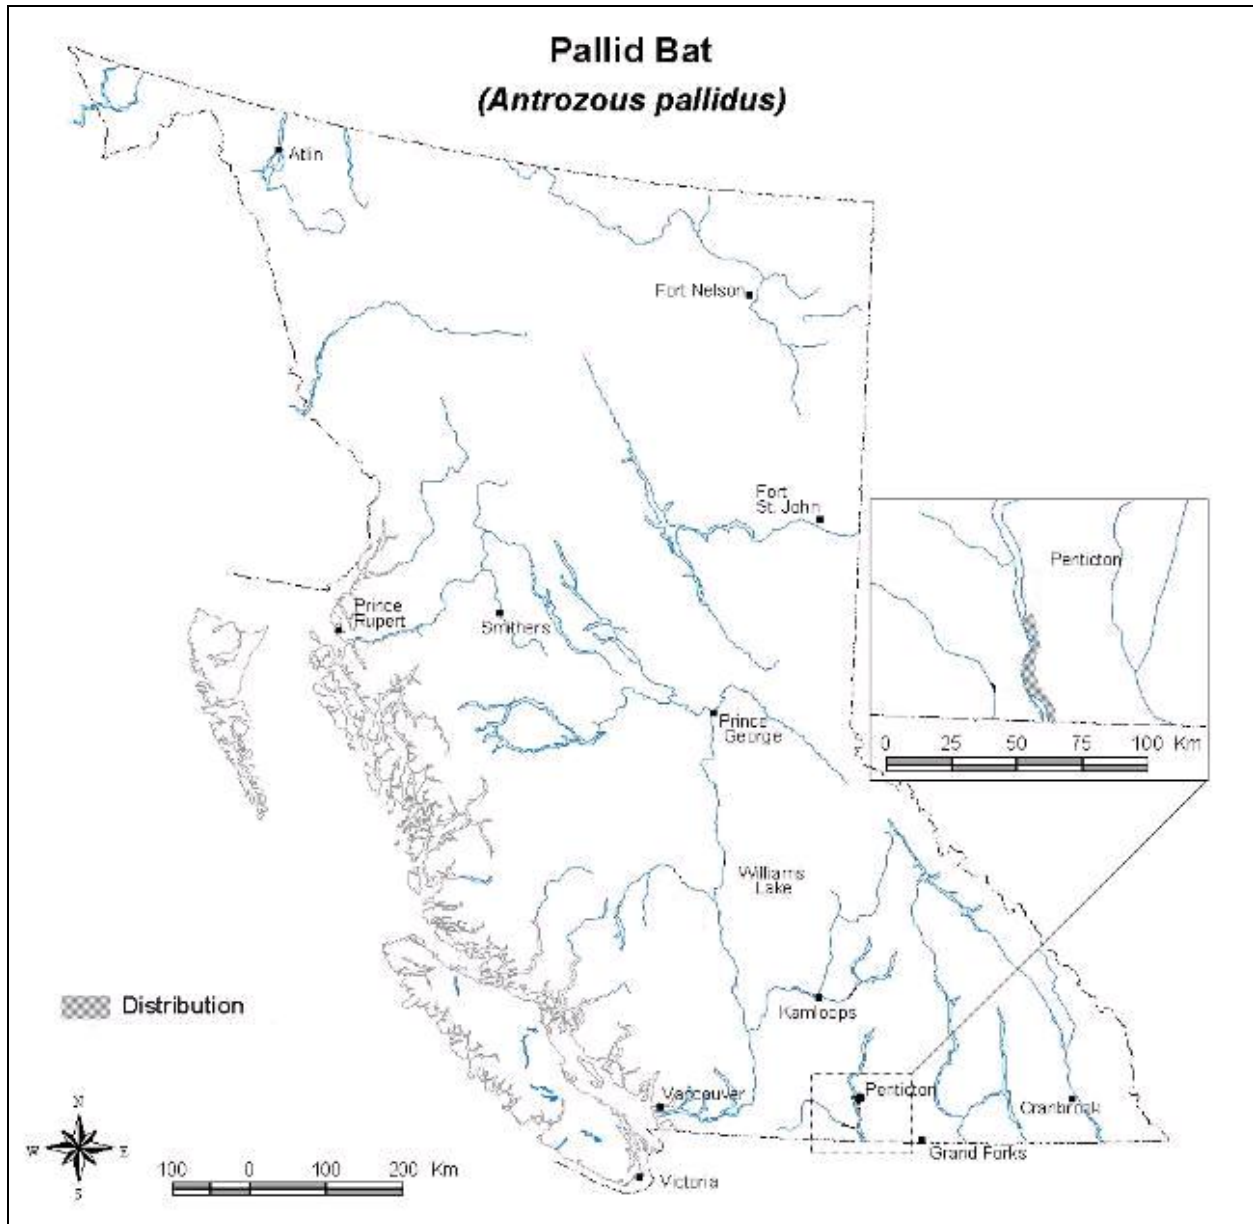 Pallid Bat
(Antrozous pallidus)
Atlin
Fort Nelson
Fort
St. John
Penticton
0 25 50 75 100 Km
Prince
Rupert
Smithers
Prince
George
Williams
Lake
Distribution
Kamloops
Vancouver
Penticton
Cranbrook
Grand Forks
Victoria
N
W E
S
100 0 100 200 Km